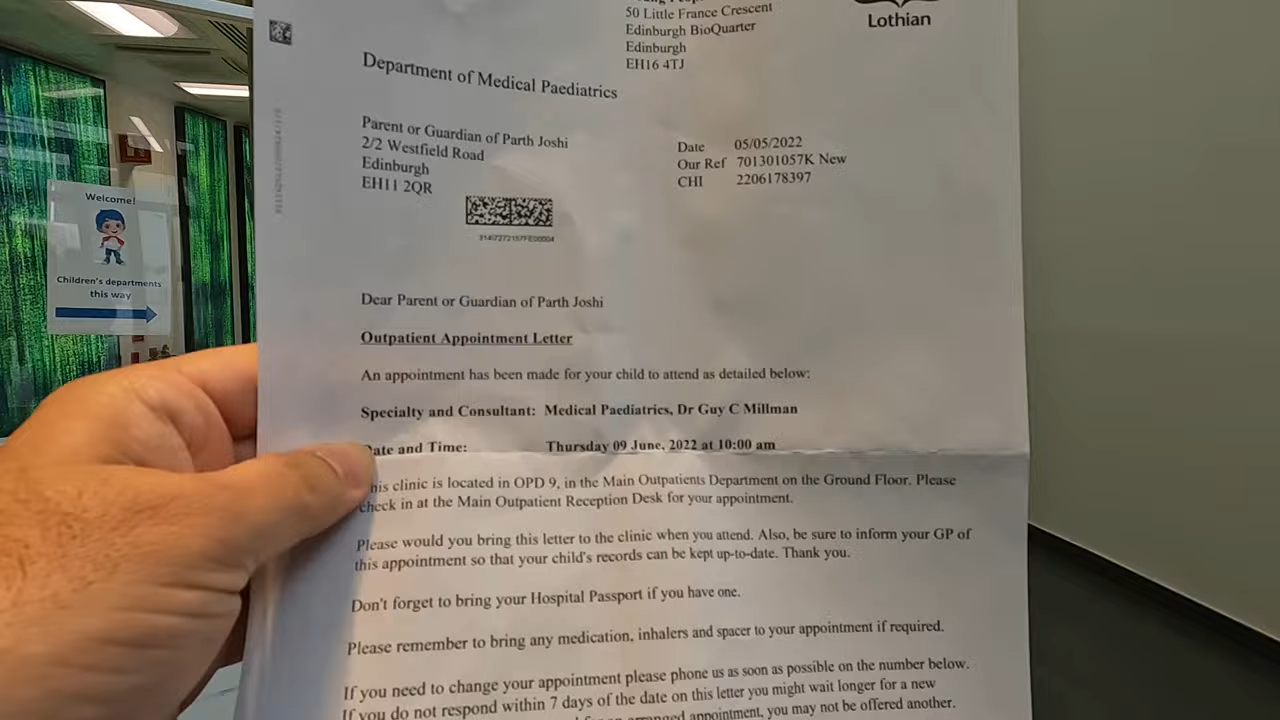 50 Little France Crescent
Edinburgh BioQuarter
Edinburgh
EH16 4TJ
Lothian
Department of Medical Paediatrics
Parent or Guardian of Parth Joshi
2/2 Westfield Road
Edinburgh
EH11 2QR
Date 05/05/2022
Our Ref 701301057K New
CHI 2206178397
Welcome!
Children's departments
this way
Dear Parent or Guardian of Parth Joshi
Outpatient Appointment Letter
An appointment has been made for your child to attend as detailed below:
Specialty and Consultant: Medical Paediatrics, Dr Guy C Millman
Date and Time: Thursday 09 June, 2022 at 10:00 am
This clinic is located in OPD 9, in the Main Outpatients Department on the Ground Floor. Please
check in at the Main Outpatient Reception Desk for your appointment.
Please would you bring this letter to the clinic when you attend. Also, be sure to inform your GP of
this appointment so that your child's records can be kept up-to-date. Thank you.
Don't forget to bring your Hospital Passport if you have one.
Please remember to bring any medication, inhalers and spacer to your appointment if required.
If you need to change your appointment please phone us as soon as possible on the number below.
If you do not respond within 7 days of the date on this letter you might wait longer for a new
arranged appointment, you may not be offered another.